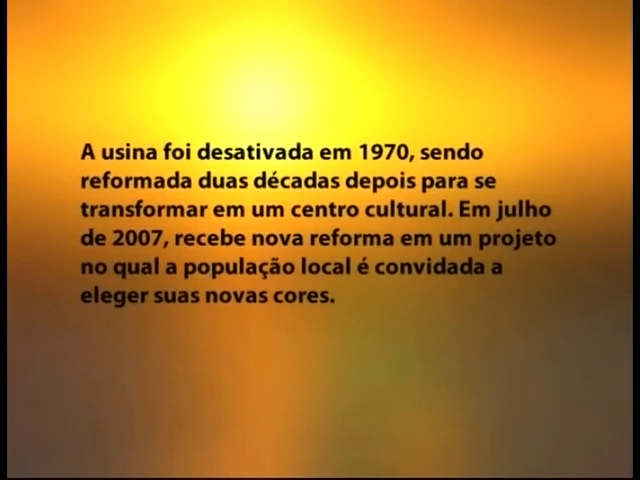 A usina foi desativada em 1970, sendo
reformada duas décadas depois para se
transformar em um centro cultural. Em julho
de 2007, recebe nova reforma em um projeto
no qual a população local é convidada a
eleger suas novas cores.